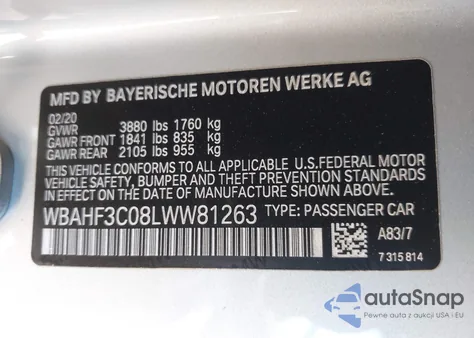 MFD BY BAYERISCHE MOTOREN WERKE AG
02/20
GVWR 3880 lbs 1760 kg
GAWR FRONT 1841 lbs 835 kg
GAWR REAR 2105 lbs 955 kg
THIS VEHICLE CONFORMS TO ALL APPLICABLE U.S.FEDERAL MOTOR
VEHICLE SAFETY, BUMPER, AND THEFT PREVENTION STANDARDS
IN EFFECT ON THE DATE OF MANUFACTURE SHOWN ABOVE.
WBAHF3C08LWW81263 TYPE: PASSENGER CAR
A83/7
7 315 814
autaSnap
Pewne auta z aukcji USA i EU